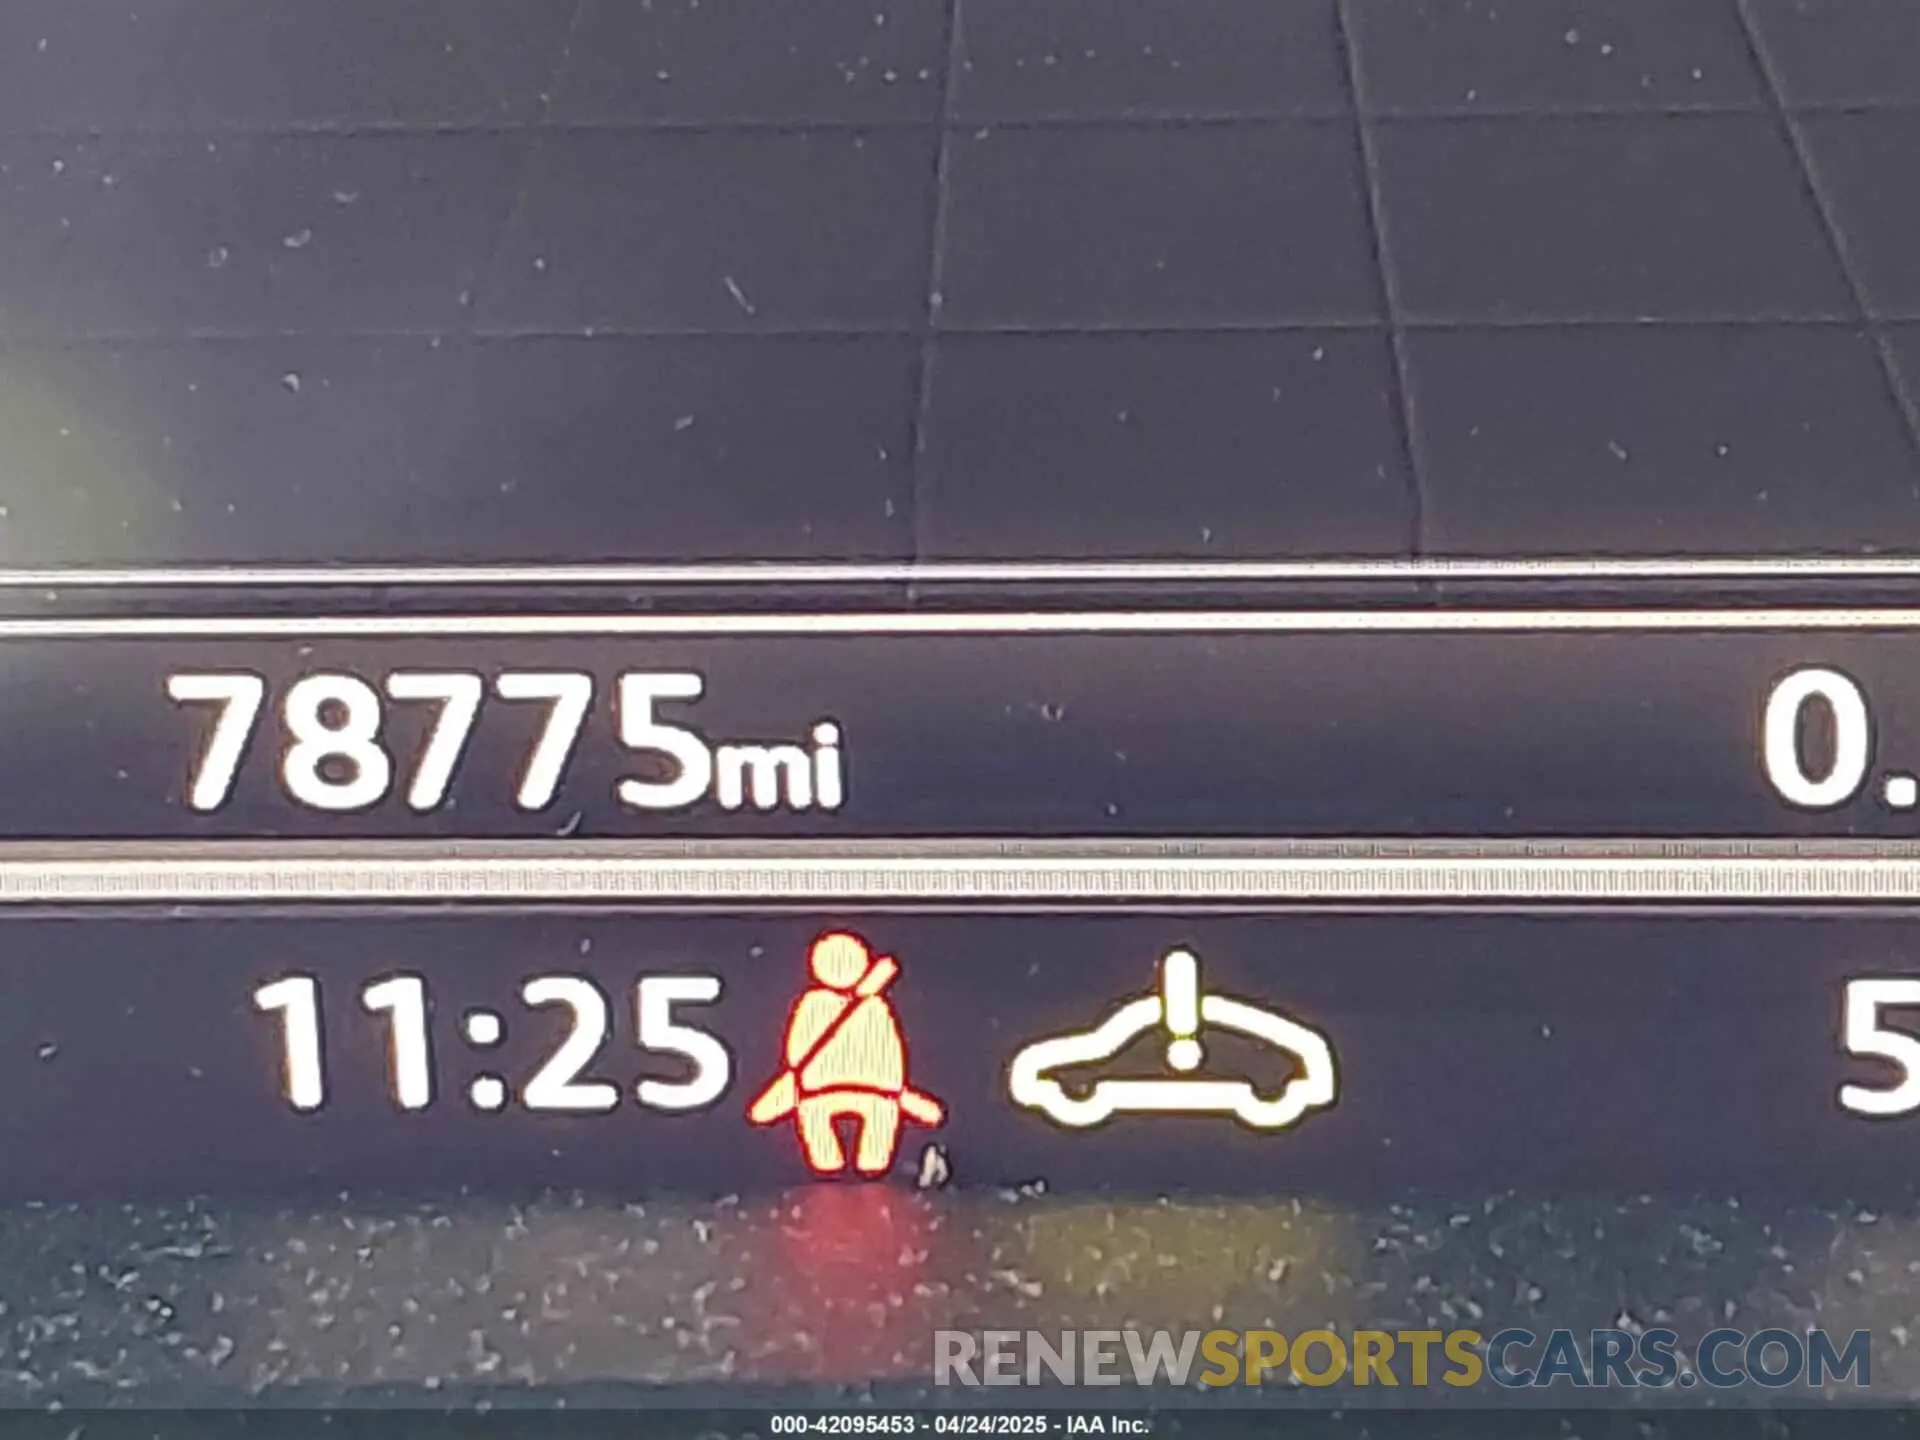 78775mi 0.
11:25 5
RENEWSPORTSCARS.COM
000-42095453 - 04/24/2025 - IAA Inc.